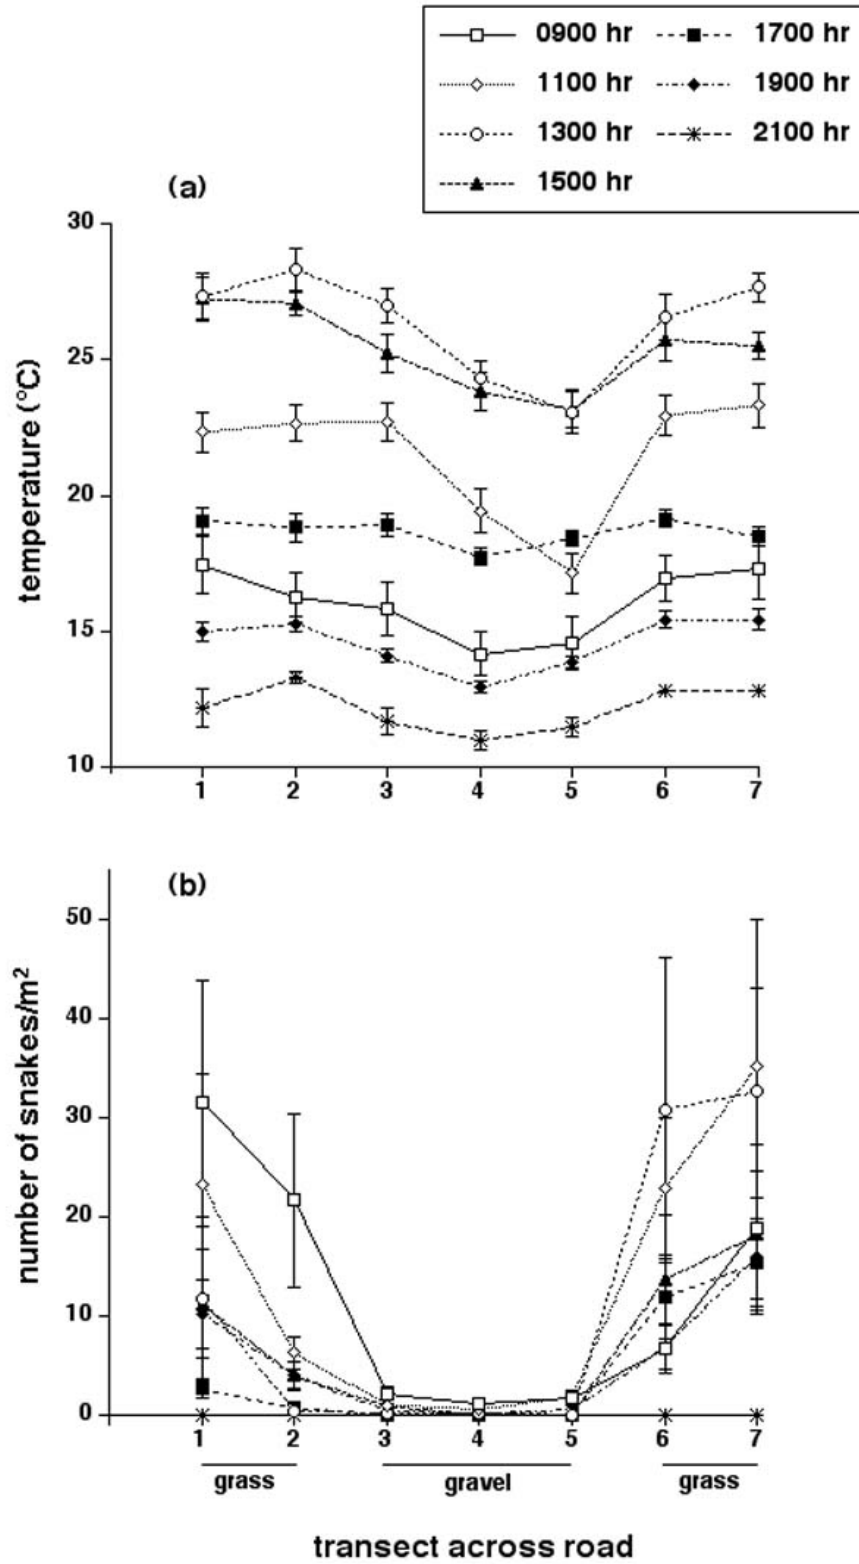 0900 hr 1700 hr
1100 hr 1900 hr
1300 hr 2100 hr
1500 hr
(a)
30
25
20
15
10
temperature (°C)
1 2 3 4 5 6 7
(b)
50
40
30
20
10
0
number of snakes/m²
1 2 3 4 5 6 7
grass gravel grass
transect across road